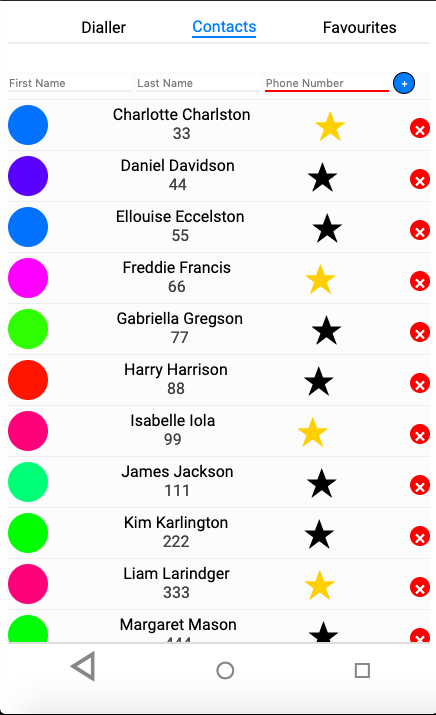 Dialler Contacts Favourites
First Name Last Name Phone Number +
Charlotte Charlston
33
Daniel Davidson
44
Ellouise Eccelston
55
Freddie Francis
66
Gabriella Gregson
77
Harry Harrison
88
Isabelle Iola
99
James Jackson
111
Kim Karlington
222
Liam Larindger
333
Margaret Mason
444